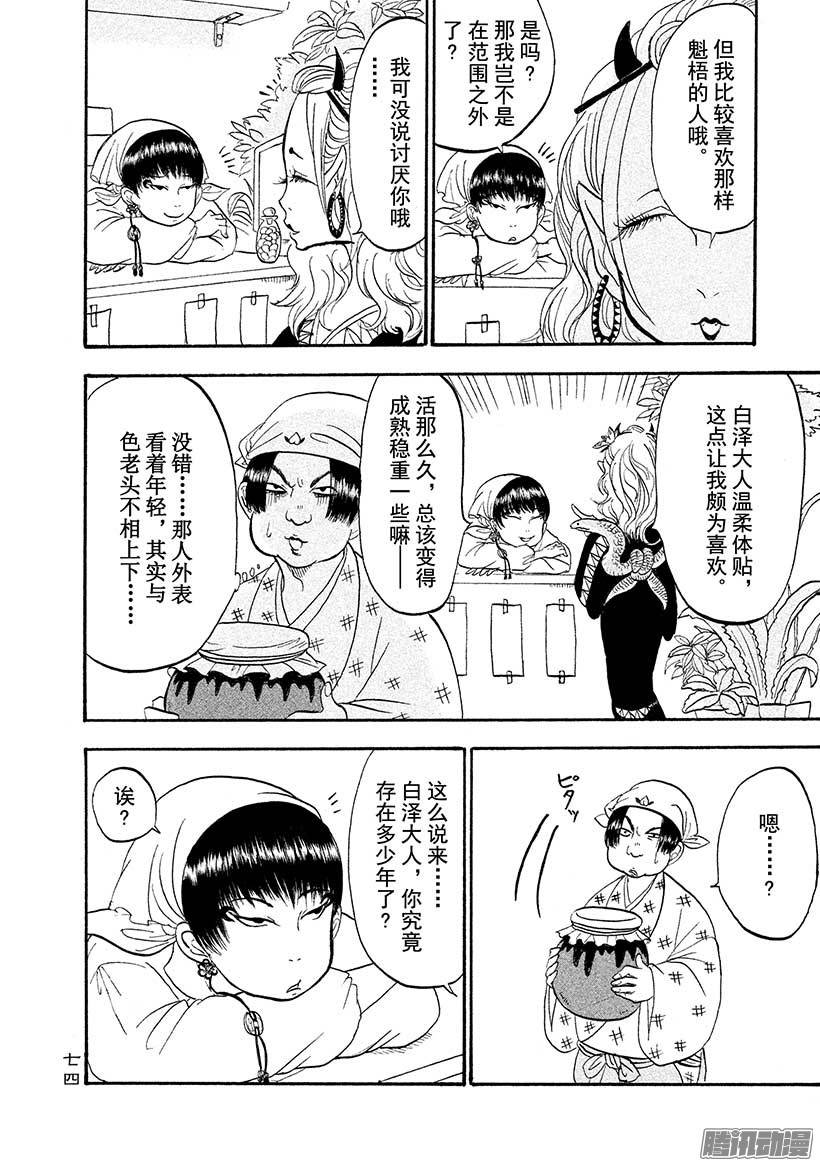 但我比较喜欢那样
魁梧的人哦。
是吗?
那我岂不是
在范围之外
了?
我可没说讨厌你哦
……
白泽大人温柔体贴,
这点让我颇为喜欢。
活那么久,总该变得
成熟稳重一些嘛——
没错……那人外表
看着年轻,其实与
色老头不相上下……
嗯……?
ピタッ
这么说来……
白泽大人,你究竟
存在多少年了?
诶?
七四
腾讯动漫